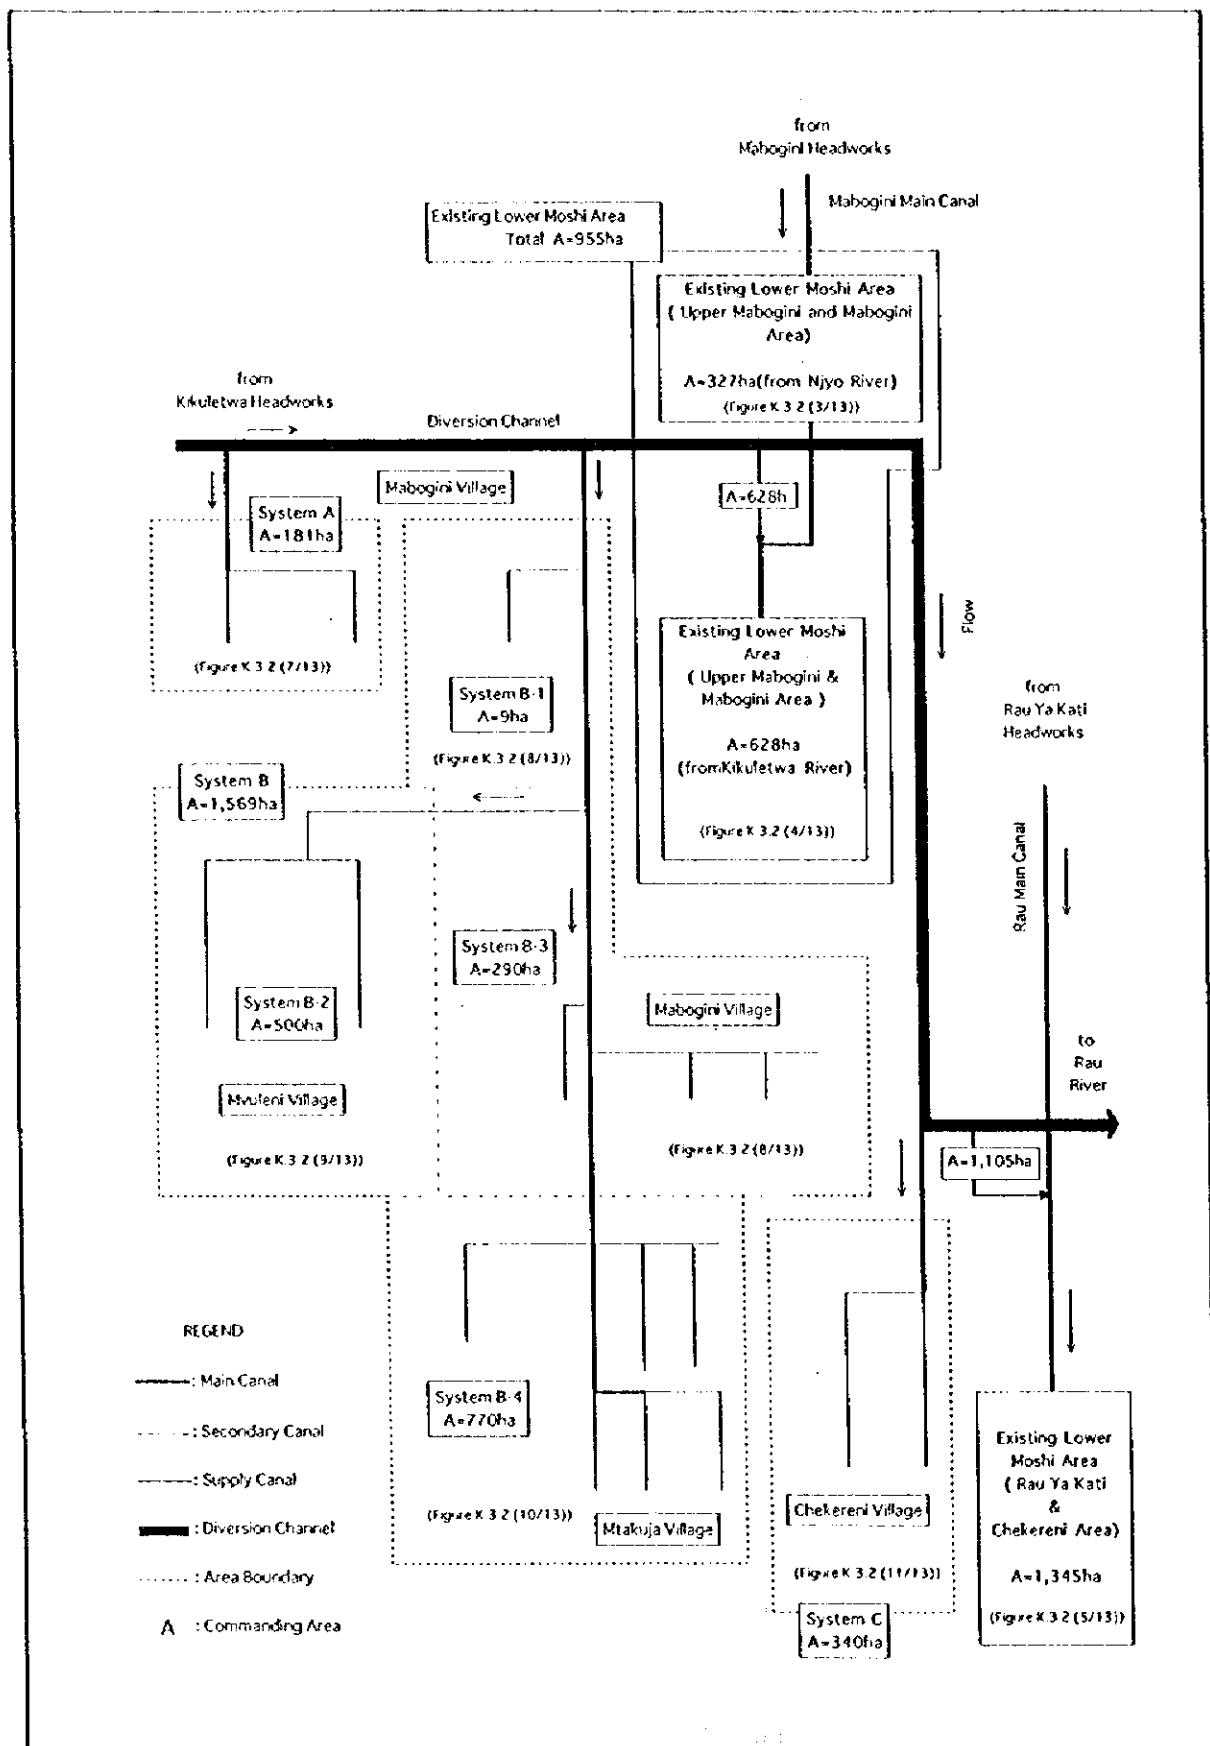 from
Mabogini Headworks
Mabogini Main Canal
Existing Lower Moshi Area
Total A=955ha
Existing Lower Moshi Area
( Upper Mabogini and Mabogini
Area)
A=327ha(from Njyo River)
(Figure K.3.2 (3/13))
from
Kikuletwa Headworks
Diversion Channel
Mabogini Village
A=628h
System A
A=181ha
(Figure K.3.2 (7/13))
Flow
Existing Lower Moshi
Area
( Upper Mabogini &
Mabogini Area )
A=628ha
(fromKikuletwa River)
(Figure K.3.2 (4/13))
System B-1
A=9ha
(Figure K.3.2 (8/13))
from
Rau Ya Kati
Headworks
System B
A=1,569ha
Rau Main Canal
System B-3
A=290ha
System B-2
A=500ha
Mabogini Village
to
Rau
River
Mvuleni Village
(Figure K.3.2 (9/13))
(Figure K.3.2 (8/13))
A=1,105ha
REGEND
: Main Canal
: Secondary Canal
: Supply Canal
: Diversion Channel
: Area Boundary
A : Commanding Area
System B-4
A=770ha
(Figure K.3.2 (10/13))
Mtakuja Village
Chekereni Village
(Figure K.3.2 (11/13))
System C
A=340ha
Existing Lower
Moshi Area
( Rau Ya Kati
&
Chekereni Area)
A=1,345ha
(Figure K.3.2 (5/13))